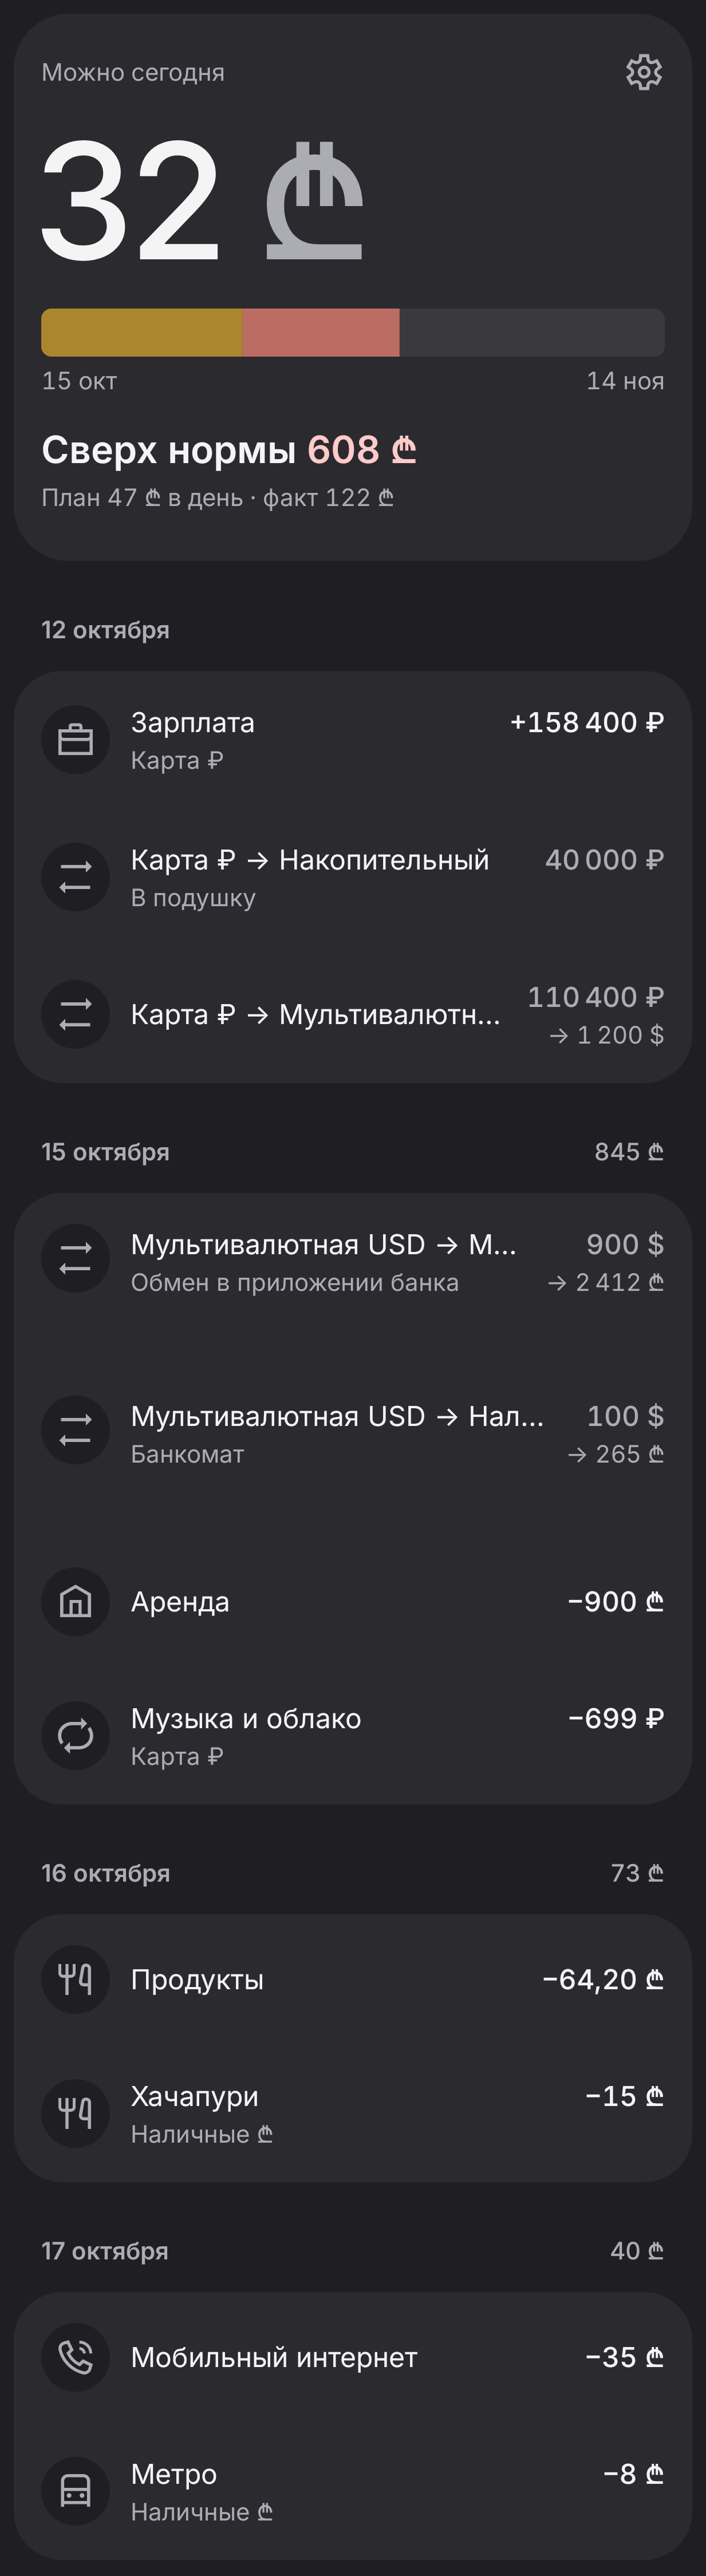 Можно сегодня
32 ₾
15 окт
14 ноя
Сверх нормы 608 ₾
План 47 ₾ в день · факт 122 ₾
12 октября
Зарплата
+158 400 ₽
Карта ₽
Карта ₽ → Накопительный
40 000 ₽
В подушку
Карта ₽ → Мультивалютн...
110 400 ₽
→ 1 200 $
15 октября
845 ₾
Мультивалютная USD → М...
900 $
Обмен в приложении банка
→ 2 412 ₾
Мультивалютная USD → Нал...
100 $
Банкомат
→ 265 ₾
Аренда
−900 ₾
Музыка и облако
−699 ₽
Карта ₽
16 октября
73 ₾
Продукты
−64,20 ₾
Хачапури
−15 ₾
Наличные ₾
17 октября
40 ₾
Мобильный интернет
−35 ₾
Метро
−8 ₾
Наличные ₾